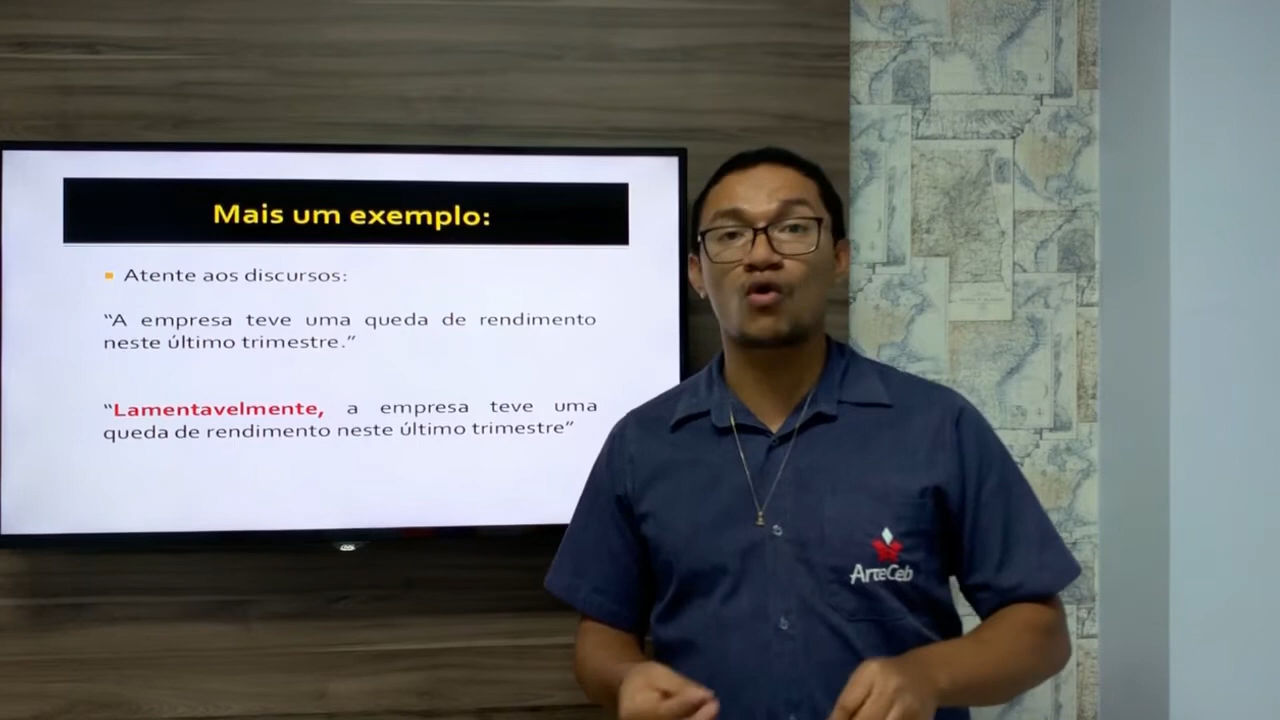 Mais um exemplo:
Atente aos discursos:
“A empresa teve uma queda de rendimento
neste último trimestre.”
“Lamentavelmente, a empresa teve uma
queda de rendimento neste último trimestre”
ArteCeb